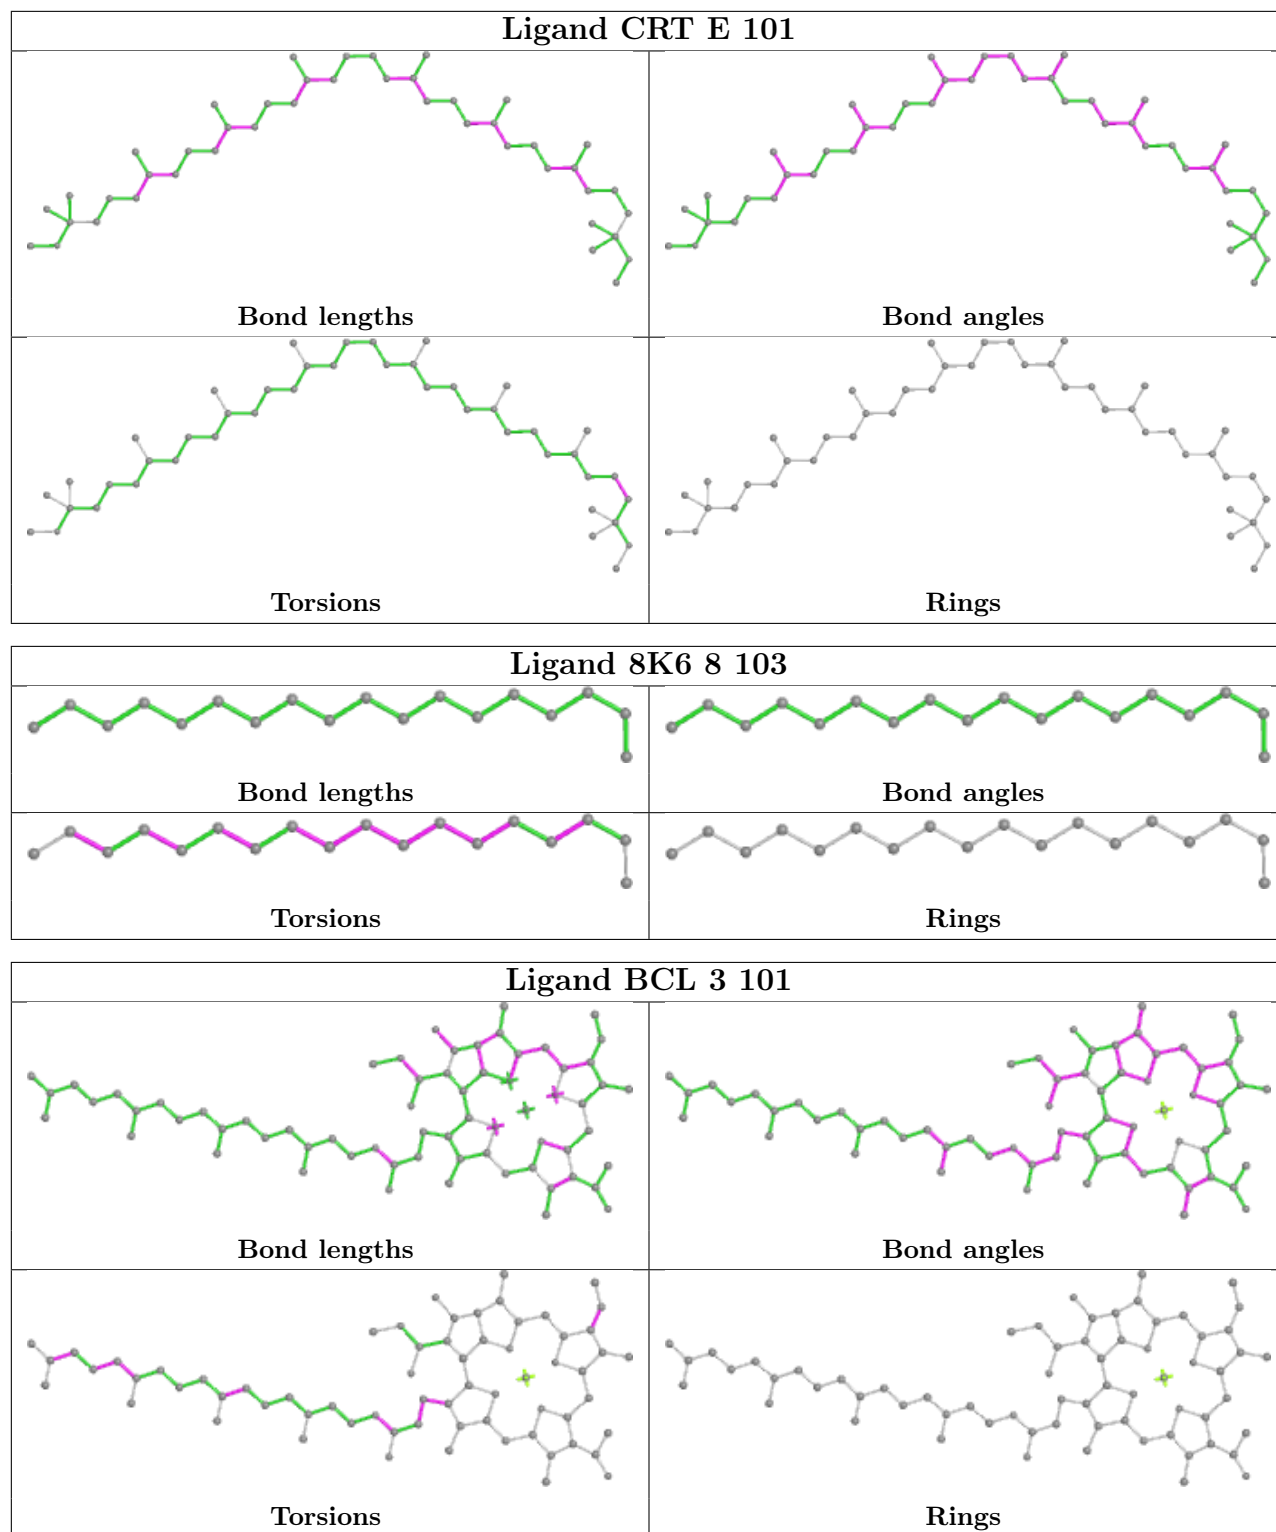 Ligand CRT E 101
Bond lengths
Bond angles
Torsions
Rings
Ligand 8K6 8 103
Bond lengths
Bond angles
Torsions
Rings
Ligand BCL 3 101
Bond lengths
Bond angles
Torsions
Rings